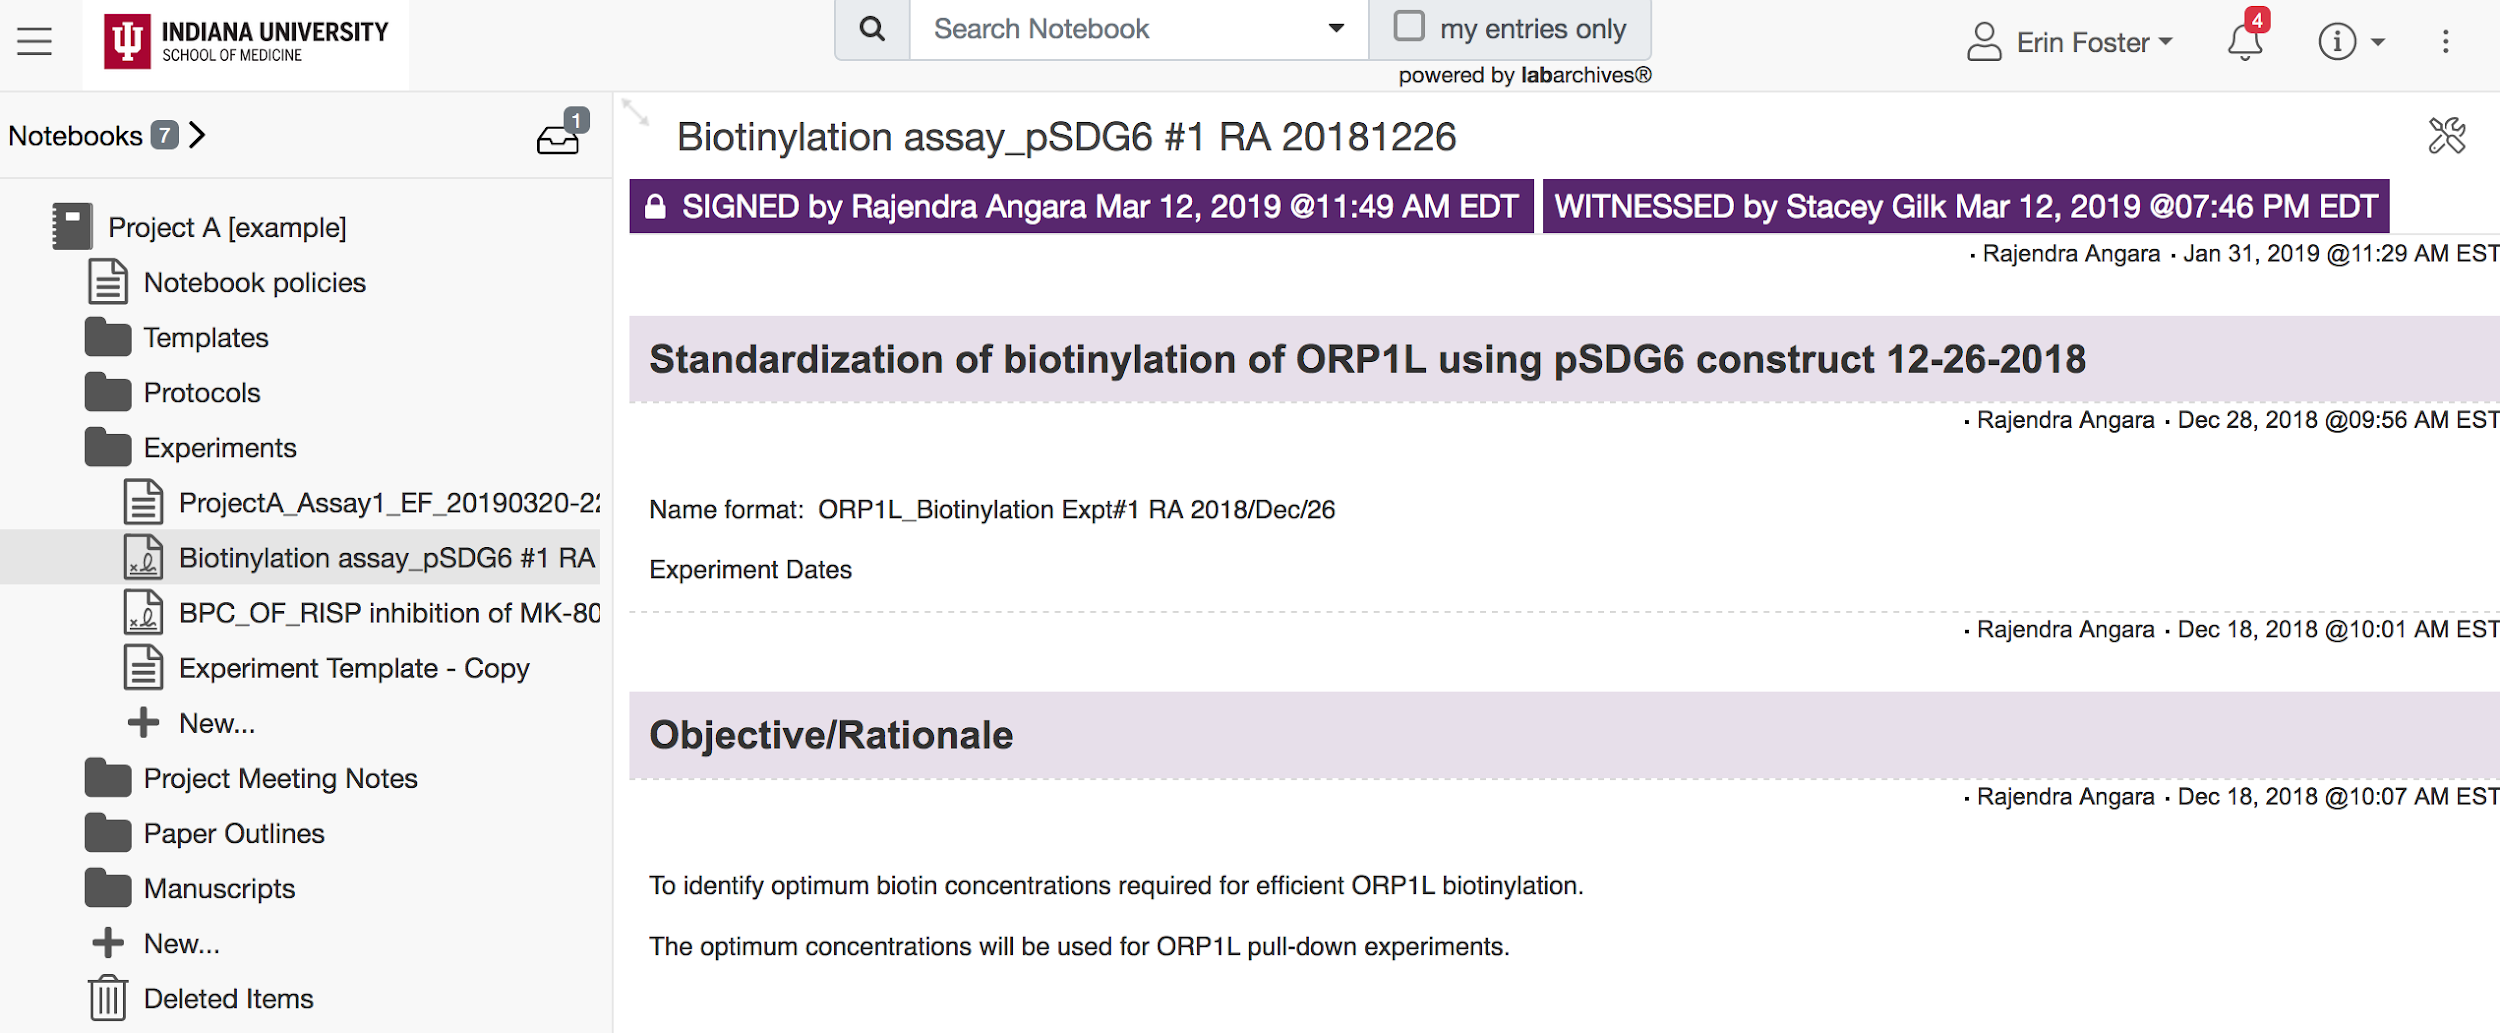 INDIANA UNIVERSITY
SCHOOL OF MEDICINE
Search Notebook
my entries only
powered by labarchives®
Erin Foster
4
Notebooks 7
1
Project A [example]
Notebook policies
Templates
Protocols
Experiments
ProjectA_Assay1_EF_20190320-22
Biotinylation assay_pSDG6 #1 RA
BPC_OF_RISP inhibition of MK-80
Experiment Template - Copy
New...
Project Meeting Notes
Paper Outlines
Manuscripts
New...
Deleted Items
Biotinylation assay_pSDG6 #1 RA 20181226
SIGNED by Rajendra Angara Mar 12, 2019 @11:49 AM EDT
WITNESSED by Stacey Gilk Mar 12, 2019 @07:46 PM EDT
· Rajendra Angara · Jan 31, 2019 @11:29 AM EST
Standardization of biotinylation of ORP1L using pSDG6 construct 12-26-2018
· Rajendra Angara · Dec 28, 2018 @09:56 AM EST
Name format: ORP1L_Biotinylation Expt#1 RA 2018/Dec/26
Experiment Dates
· Rajendra Angara · Dec 18, 2018 @10:01 AM EST
Objective/Rationale
· Rajendra Angara · Dec 18, 2018 @10:07 AM EST
To identify optimum biotin concentrations required for efficient ORP1L biotinylation.
The optimum concentrations will be used for ORP1L pull-down experiments.